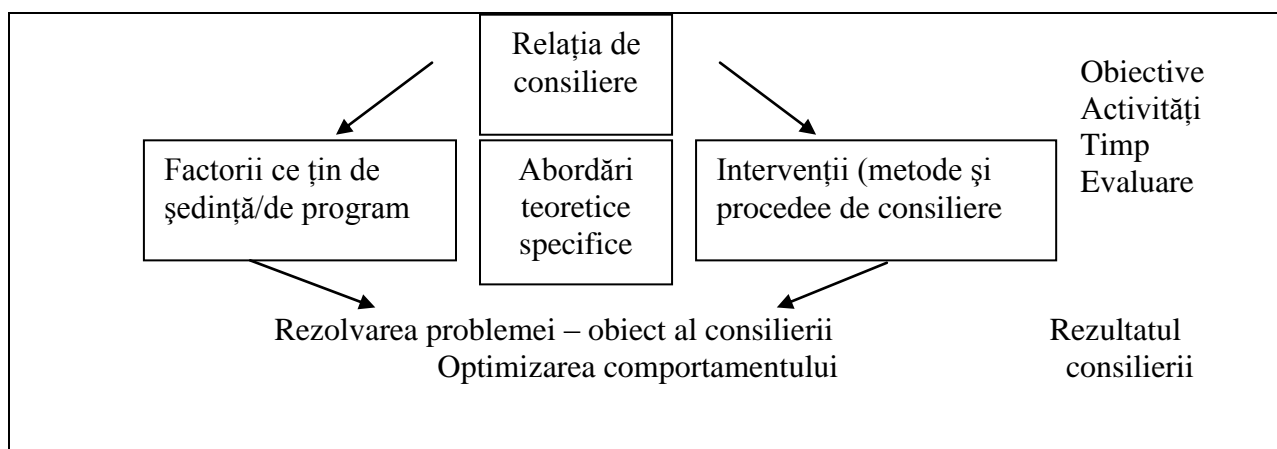 Relația de
consiliere
Obiective
Activități
Timp
Evaluare
Factorii ce țin de
şedință/de program
Abordări
teoretice
specifice
Intervenții (metode şi
procedee de consiliere
Rezolvarea problemei – obiect al consilierii
Optimizarea comportamentului
Rezultatul
consilierii